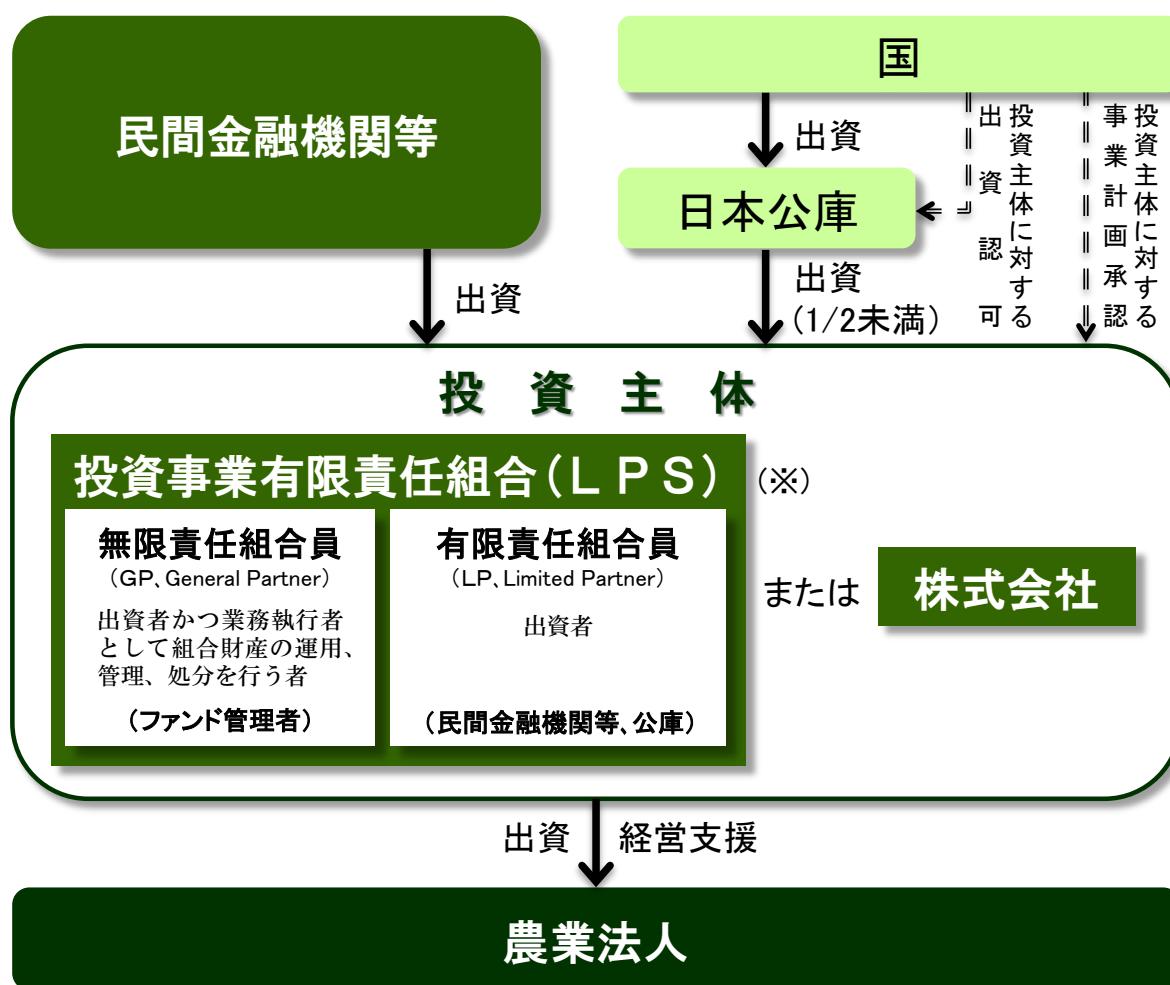 民間金融機関等
国
出資
投資主体に対する
出資認可
投資主体に対する
事業計画承認
日本公庫
出資
出資
(1/2未満)
投資主体
投資事業有限責任組合(LPS)
(※)
無限責任組合員
(GP、General Partner)
出資者かつ業務執行者
として組合財産の運用、
管理、処分を行う者
(ファンド管理者)
有限責任組合員
(LP、Limited Partner)
出資者
(民間金融機関等、公庫)
または
株式会社
出資
経営支援
農業法人